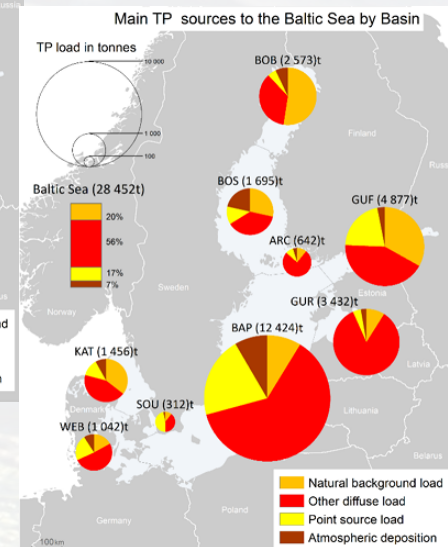 Main TP sources to the Baltic Sea by Basin
TP load in tonnes
10 000
1 000
100
BOB (2 573)t
Finland
Baltic Sea (28 452t)
20%
56%
17%
7%
BOS (1 695)t
GUF (4 877)t
ARC (642)t
Sweden
Norway
Estonia
GUR (3 432)t
BAP (12 424)t
KAT (1 456)t
Latvia
SOU (312)t
Denmark
Lithuania
WEB (1 042)t
Belarus
Poland
Germany
Natural background load
Other diffuse load
Point source load
Atmospheric deposition
100km